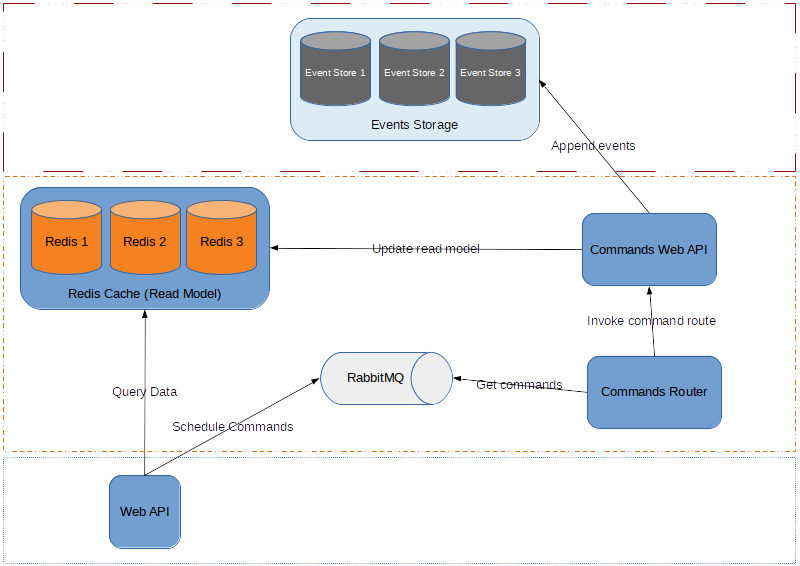 Event Store 1
Event Store 2
Event Store 3
Events Storage
Append events
Redis 1
Redis 2
Redis 3
Redis Cache (Read Model)
Update read model
Commands Web API
Invoke command route
RabbitMQ
Get commands
Commands Router
Query Data
Schedule Commands
Web API